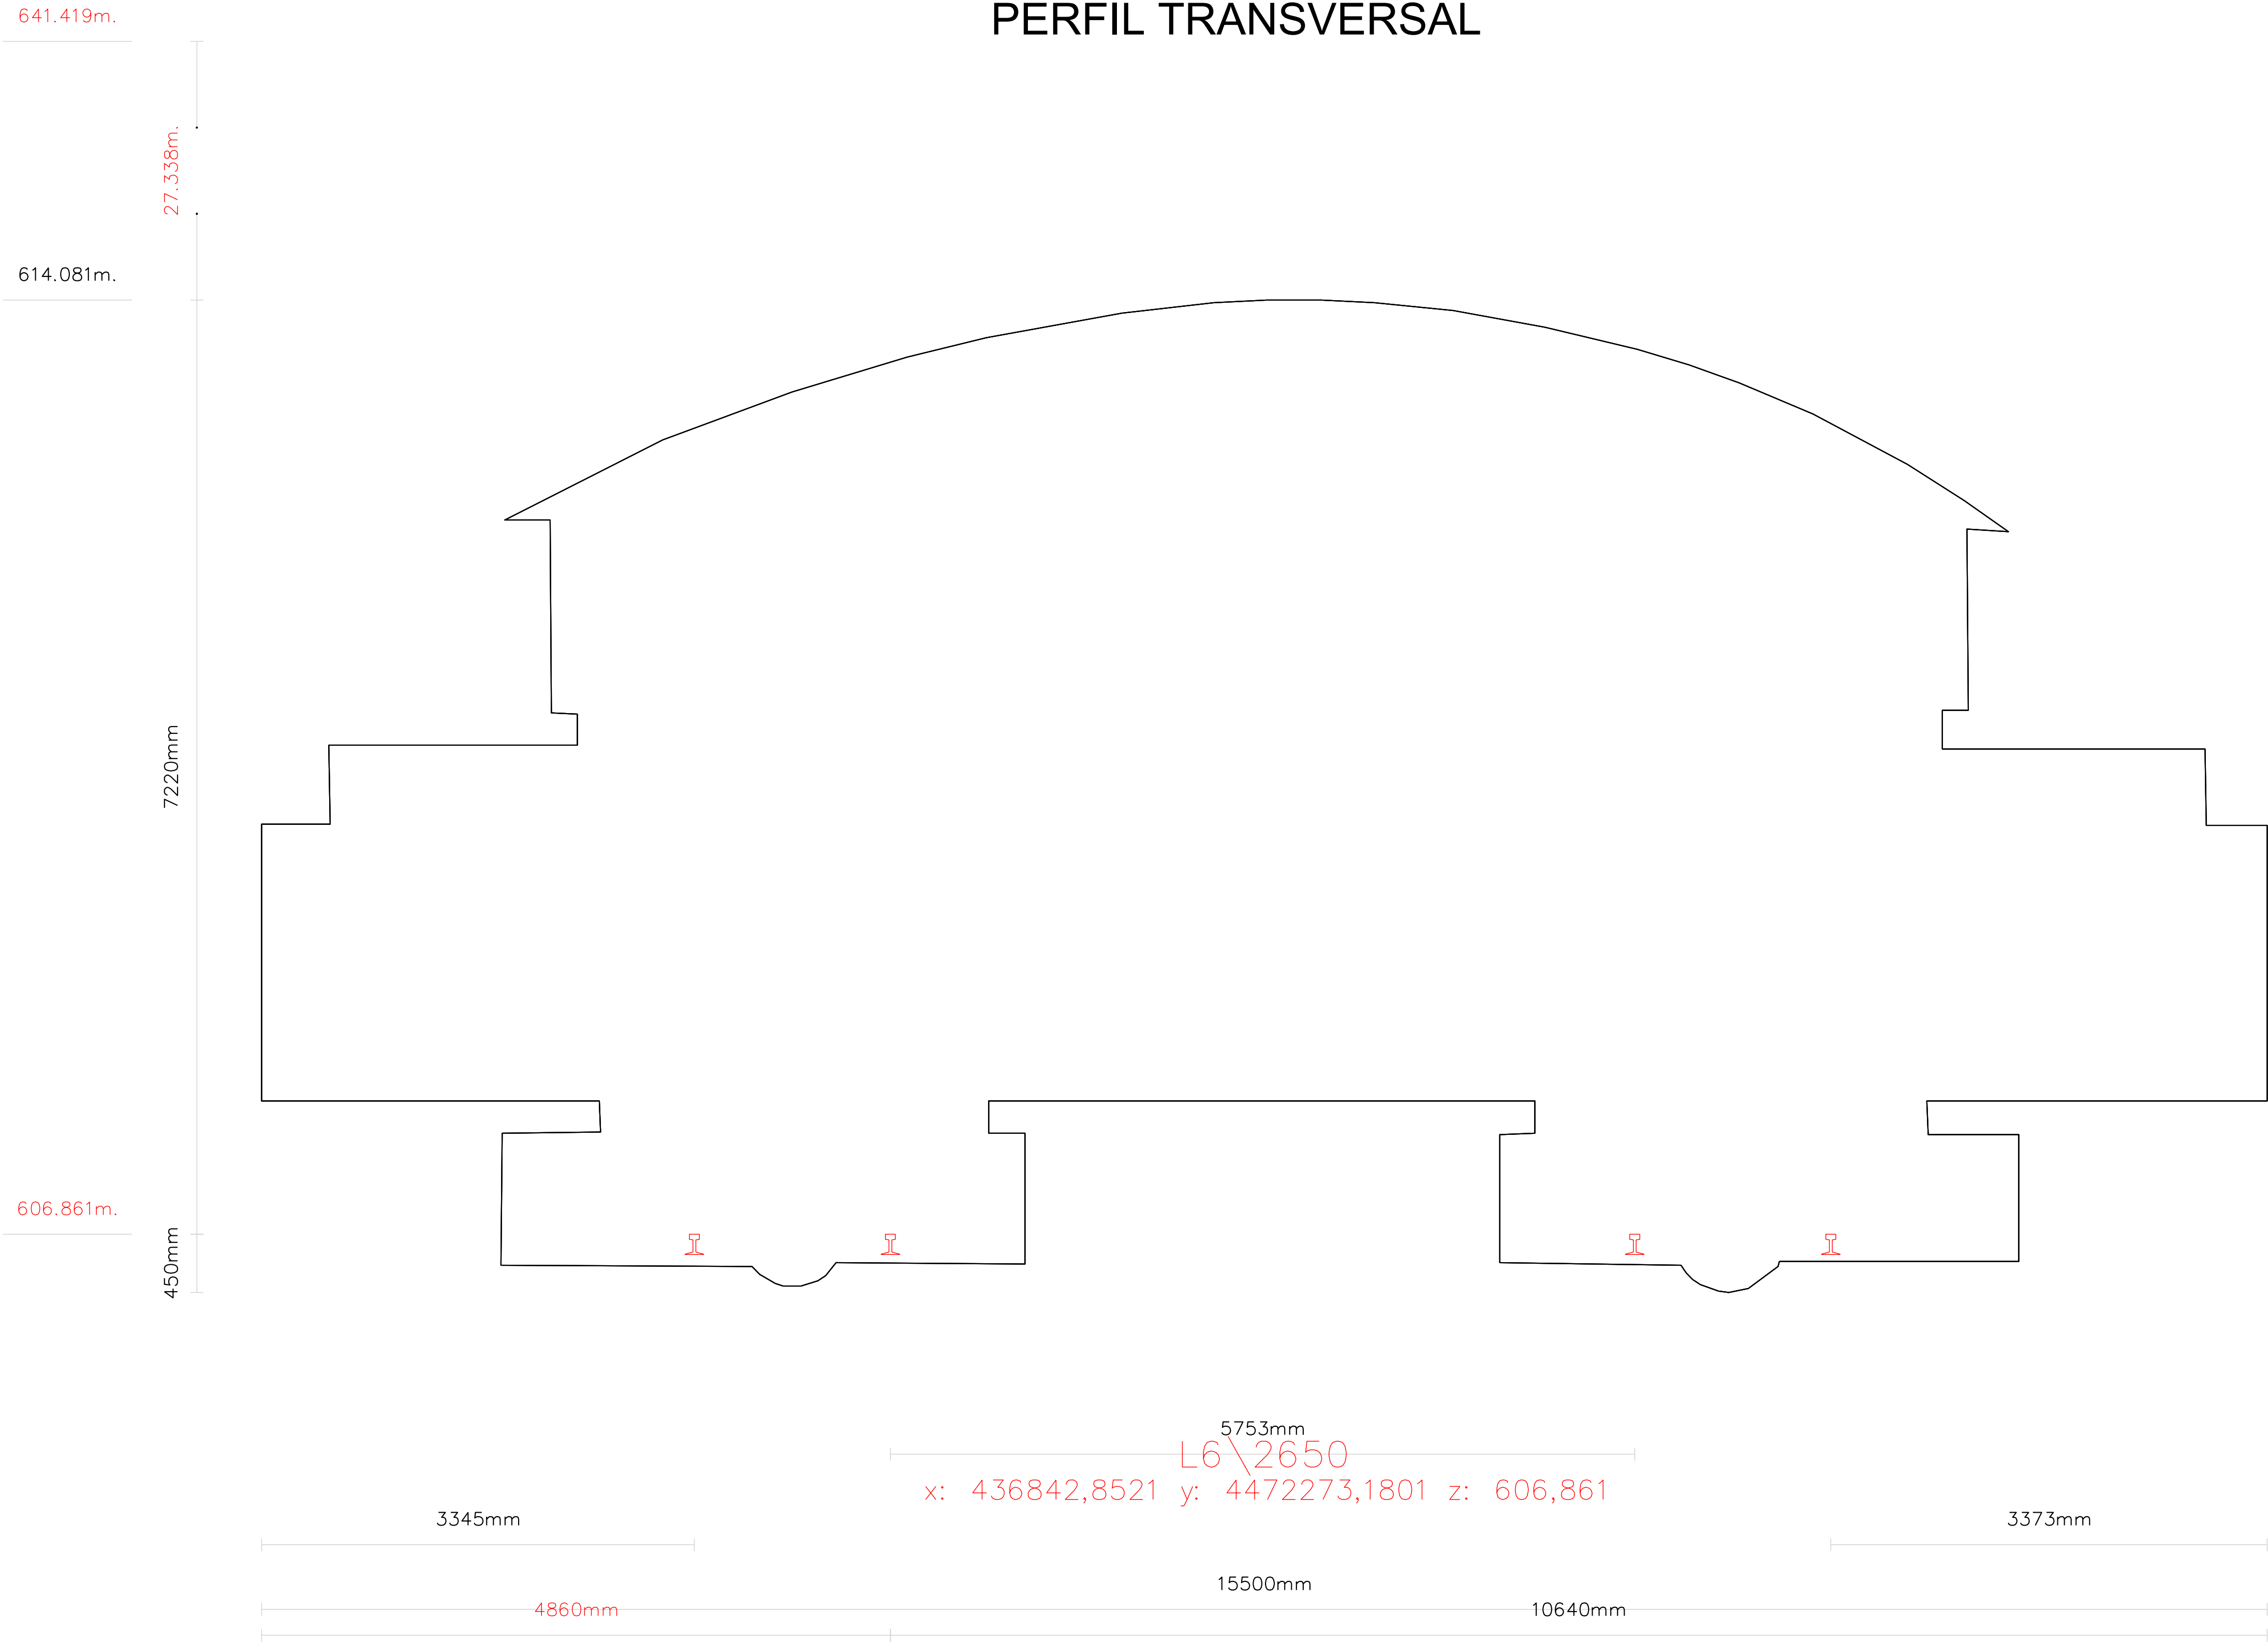 PERFIL TRANSVERSAL
641.419m.
27.338m.
614.081m.
7220mm
606.861m.
450mm
5753mm
L6\2650
x: 436842,8521 y: 4472273,1801 z: 606,861
3345mm
3373mm
15500mm
4860mm
10640mm